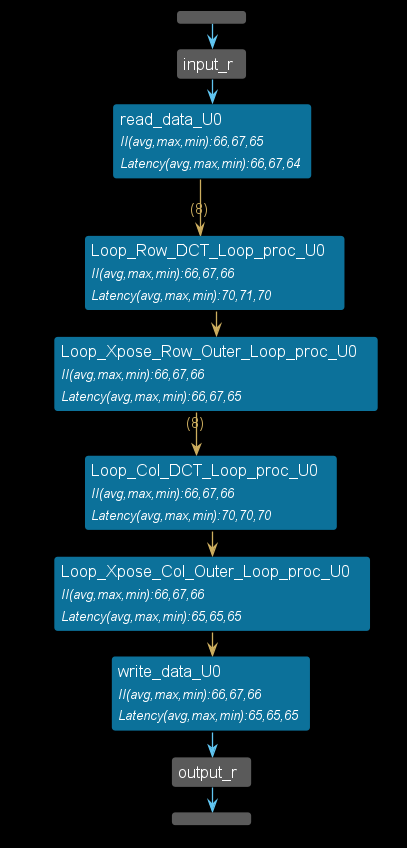 input_r
read_data_U0
II(avg,max,min):66,67,65
Latency(avg,max,min):66,67,64
(8)
Loop_Row_DCT_Loop_proc_U0
II(avg,max,min):66,67,66
Latency(avg,max,min):70,71,70
Loop_Xpose_Row_Outer_Loop_proc_U0
II(avg,max,min):66,67,66
Latency(avg,max,min):66,67,65
(8)
Loop_Col_DCT_Loop_proc_U0
II(avg,max,min):66,67,66
Latency(avg,max,min):70,70,70
Loop_Xpose_Col_Outer_Loop_proc_U0
II(avg,max,min):66,67,66
Latency(avg,max,min):65,65,65
write_data_U0
II(avg,max,min):66,67,66
Latency(avg,max,min):65,65,65
output_r